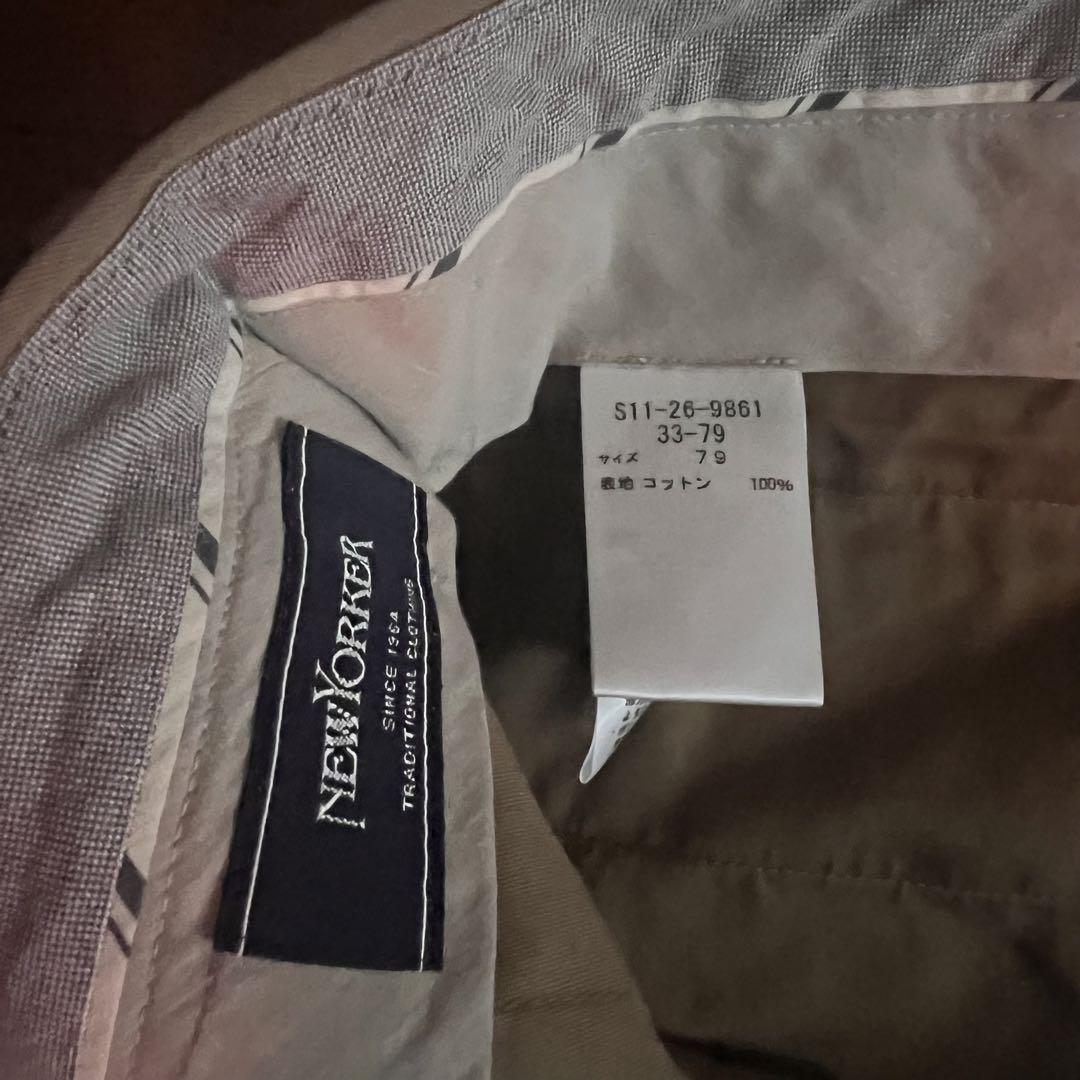 NEWYORKER
SINCE 1964
TRADITIONAL CLOTHING
S11-26-9861
33-79
サイズ 79
表地 コットン 100%